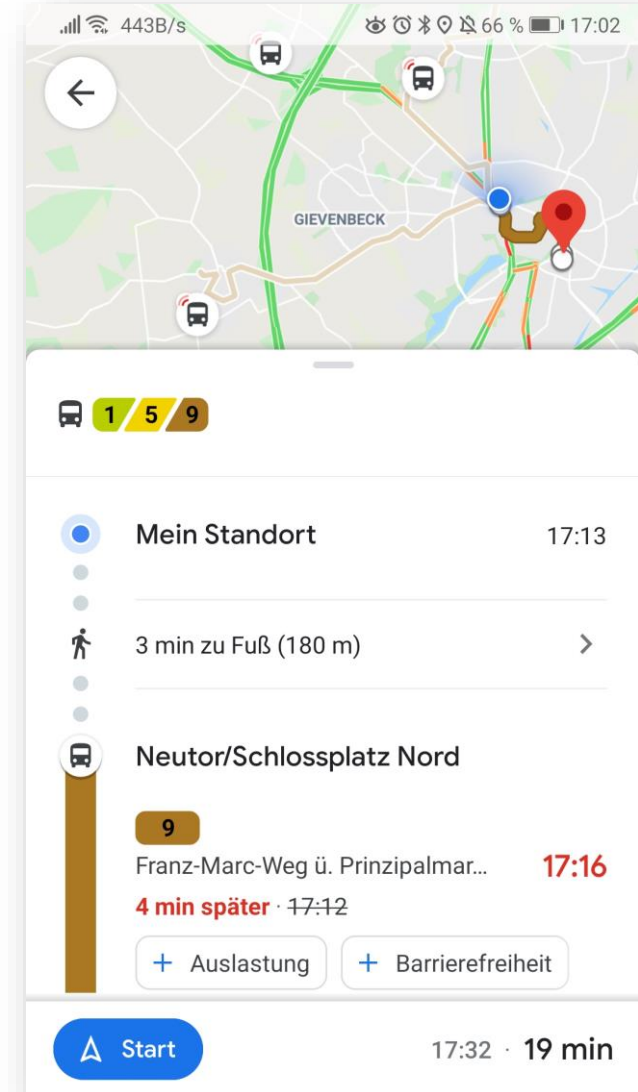 443B/s 66 % 17:02
GIEVENBECK
1 5 9
Mein Standort 17:13
3 min zu Fuß (180 m)
Neutor/Schlossplatz Nord
9
Franz-Marc-Weg ü. Prinzipalmar... 17:16
4 min später · 17:12
+ Auslastung + Barrierefreiheit
Start 17:32 · 19 min